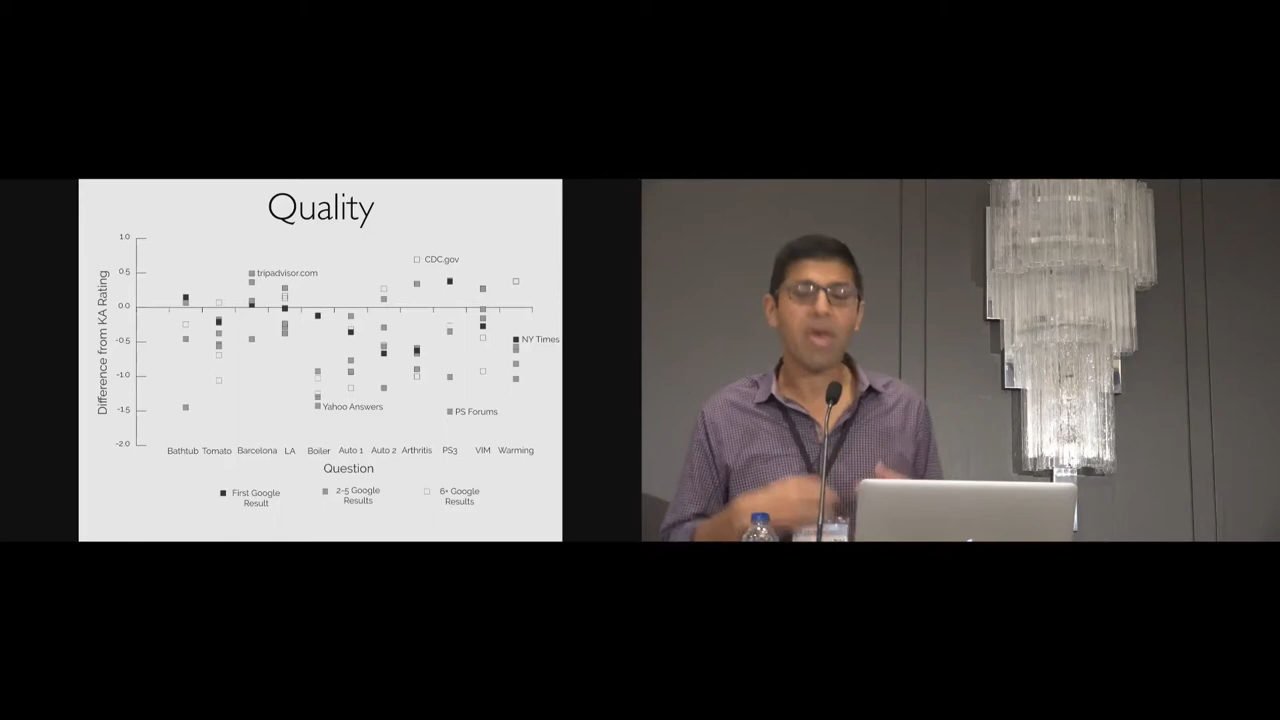 Quality
1.0
0.5
0.0
-0.5
-1.0
-1.5
-2.0
Difference from KA Rating
CDC.gov
tripadvisor.com
NY Times
Yahoo Answers
PS Forums
Bathtub Tomato Barcelona LA Boiler Auto 1 Auto 2 Arthritis PS3 VIM Warming
Question
First Google
Result
2-5 Google
Results
6+ Google
Results